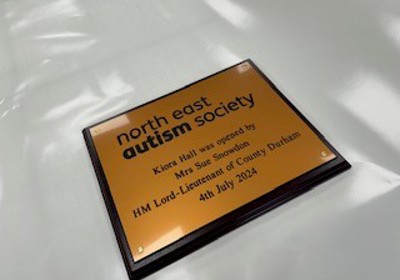 north east
autism society
Kiora Hall was opened by
Mrs Sue Snowdon
HM Lord-Lieutenant of County Durham
4th July 2024